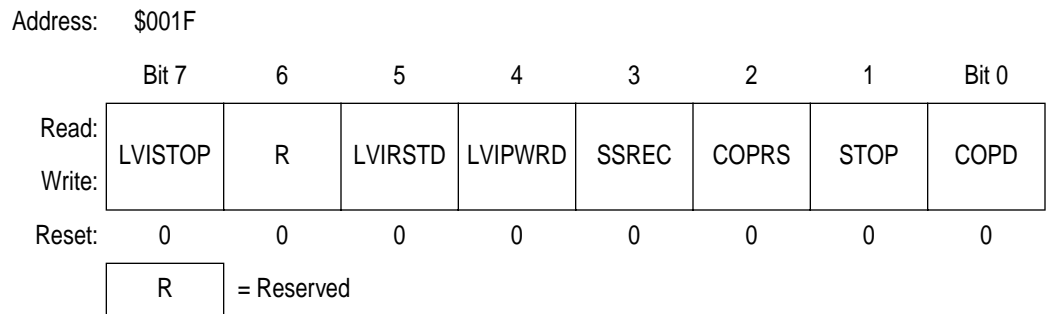 Address: $001F
Bit 7 6 5 4 3 2 1 Bit 0
Read:
LVISTOP R LVIRSTD LVIPWRD SSREC COPRS STOP COPD
Write:
Reset: 0 0 0 0 0 0 0 0
R = Reserved